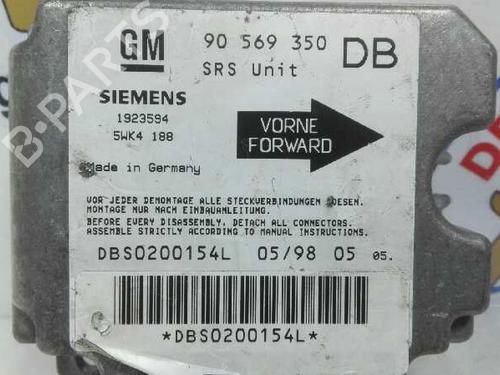 GM
90 569 350 DB
SRS Unit
SIEMENS
1923594
5WK4 188
VORNE
FORWARD
Made in Germany
VOR JEDER DEMONTAGE ALLE STECKVERBINDUNGEN LOESEN.
MONTAGE NUR NACH EINBAUANLEITUNG.
BEFORE EVERY DISASSEMBLY, DETACH ALL CONNECTORS.
ASSEMBLE STRICTLY ACCORDING TO MANUAL INSTRUCTIONS.
DBS0200154L 05/98 05 05.
*DBS0200154L*
B-PARTS